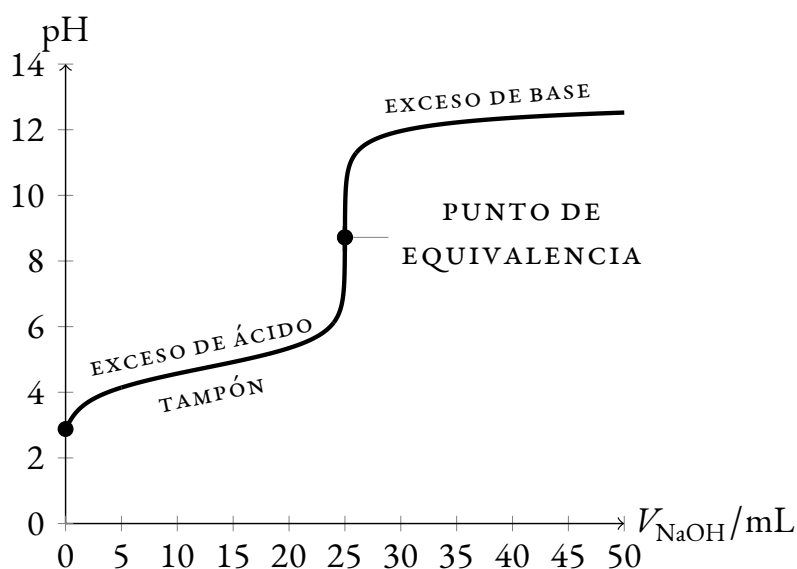 pH
14
EXCESO DE BASE
12
10
PUNTO DE
EQUIVALENCIA
8
6
EXCESO DE ÁCIDO
TAMPÓN
4
2
0
V_NaOH/mL
0 5 10 15 20 25 30 35 40 45 50